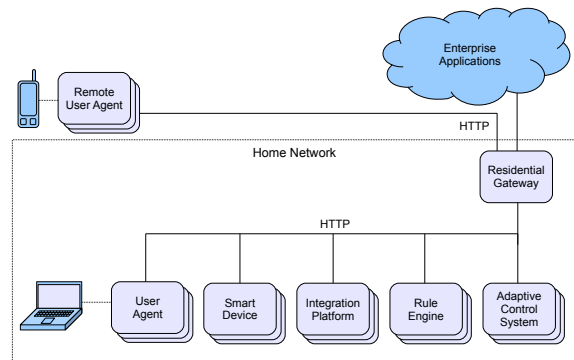 Enterprise
Applications
Remote
User Agent
HTTP
Home Network
Residential
Gateway
HTTP
User
Agent
Smart
Device
Integration
Platform
Rule
Engine
Adaptive
Control
System